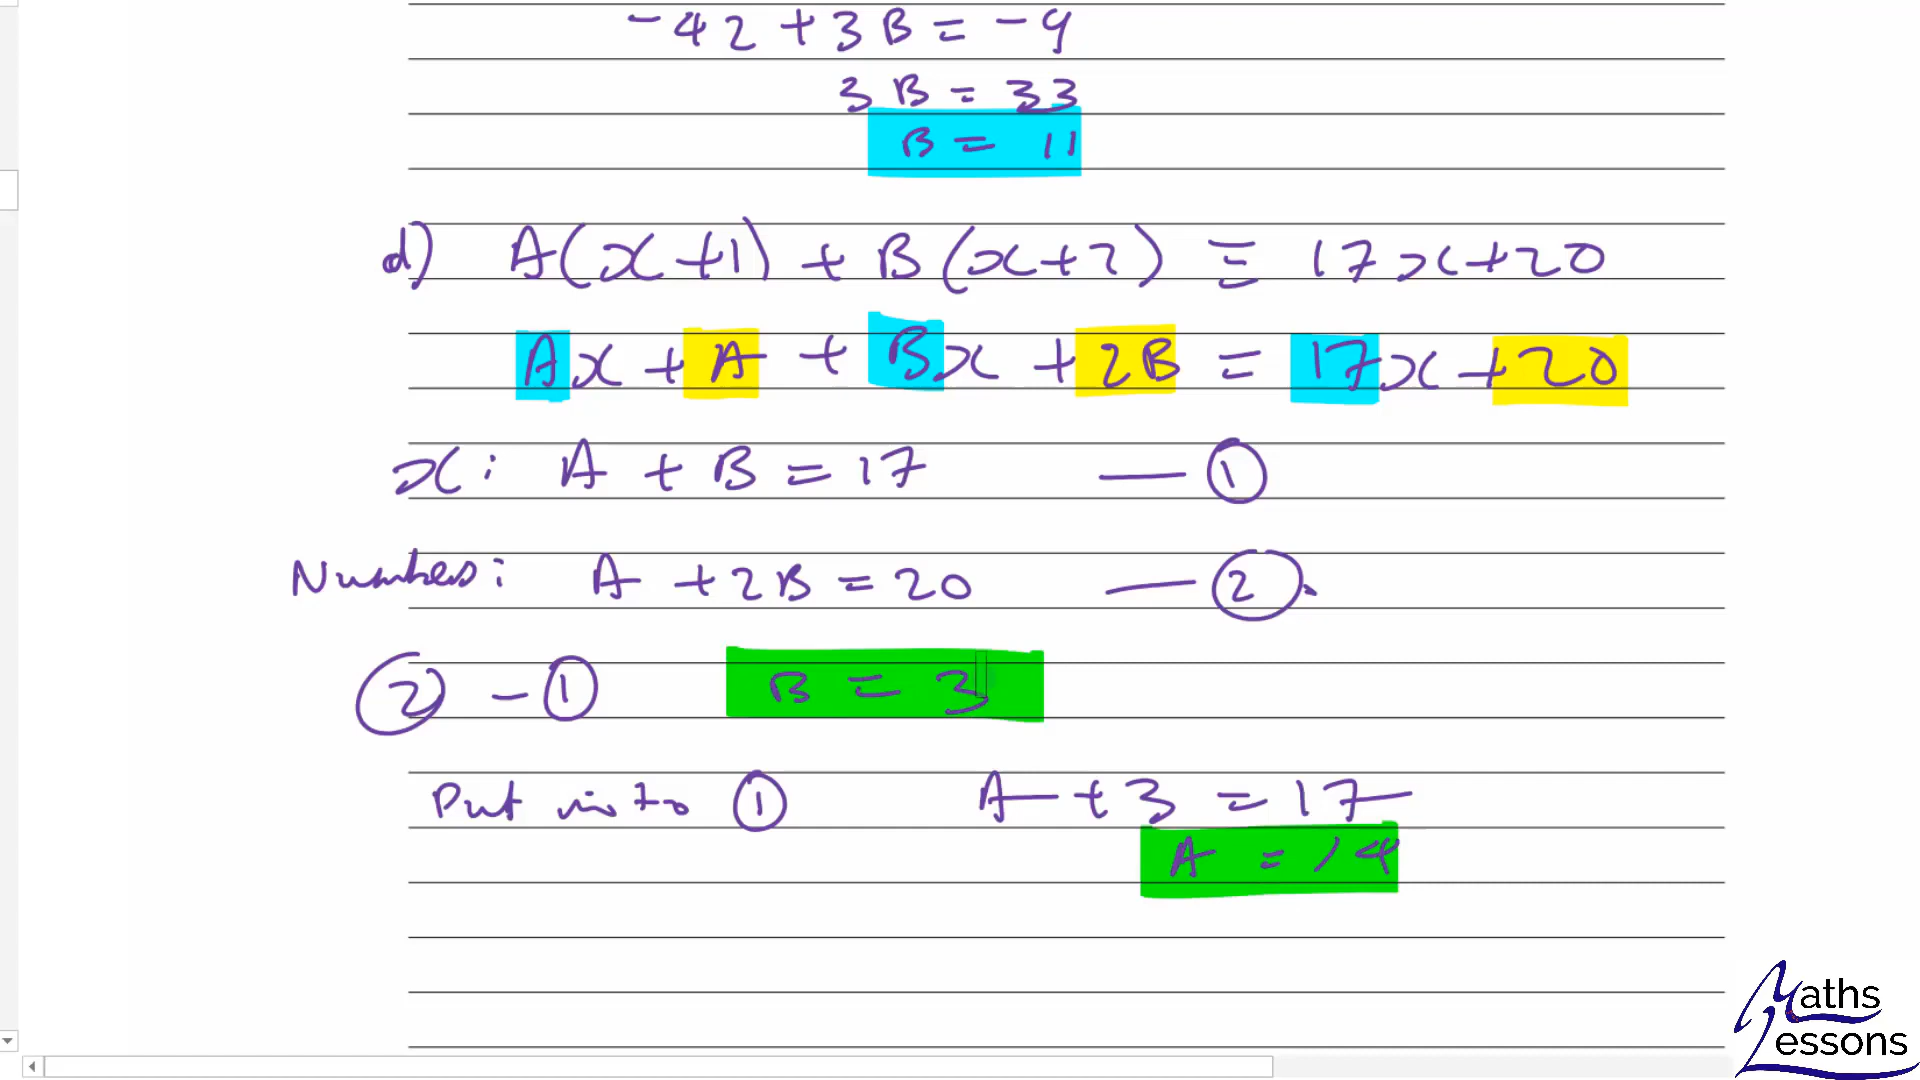 -42 + 3B = -9
3B = 33
B = 11
d) A(x+1) + B(x+2) ≡ 17x+20
Ax + A + Bx + 2B = 17x + 20
x: A + B = 17 — ①
Numbers: A + 2B = 20 — ②.
② - ① B = 3
Put into ① A + 3 = 17
A = 14
Maths
Lessons